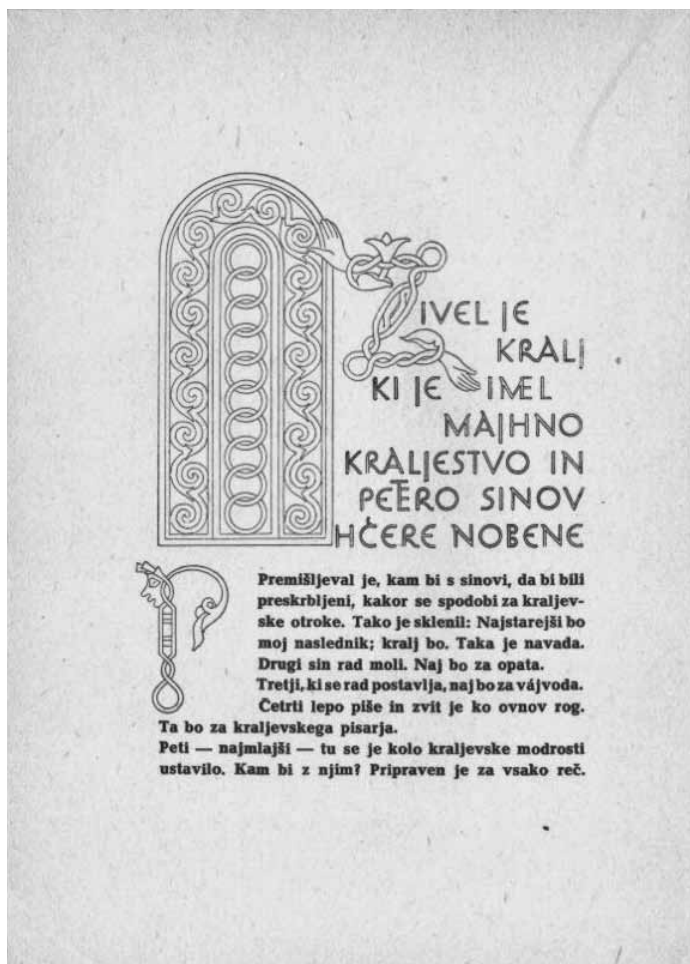 ŽIVEL JE
KRALJ
KI JE IMEL
MAJHNO
KRALJESTVO IN
PETERO SINOV
HČERE NOBENE
Premišljeval je, kam bi s sinovi, da bi bili
preskrbljeni, kakor se spodobi za kraljev-
ske otroke. Tako je sklenil: Najstarejši bo
moj naslednik; kralj bo. Taka je navada.
Drugi sin rad moli. Naj bo za opata.
Tretji, ki se rad postavlja, naj bo za vájvoda.
Četrti lepo piše in zvit je ko ovnov rog.
Ta bo za kraljevskega pisarja.
Peti — najmlajši — tu se je kolo kraljevske modrosti
ustavilo. Kam bi z njim? Pripraven je za vsako reč.